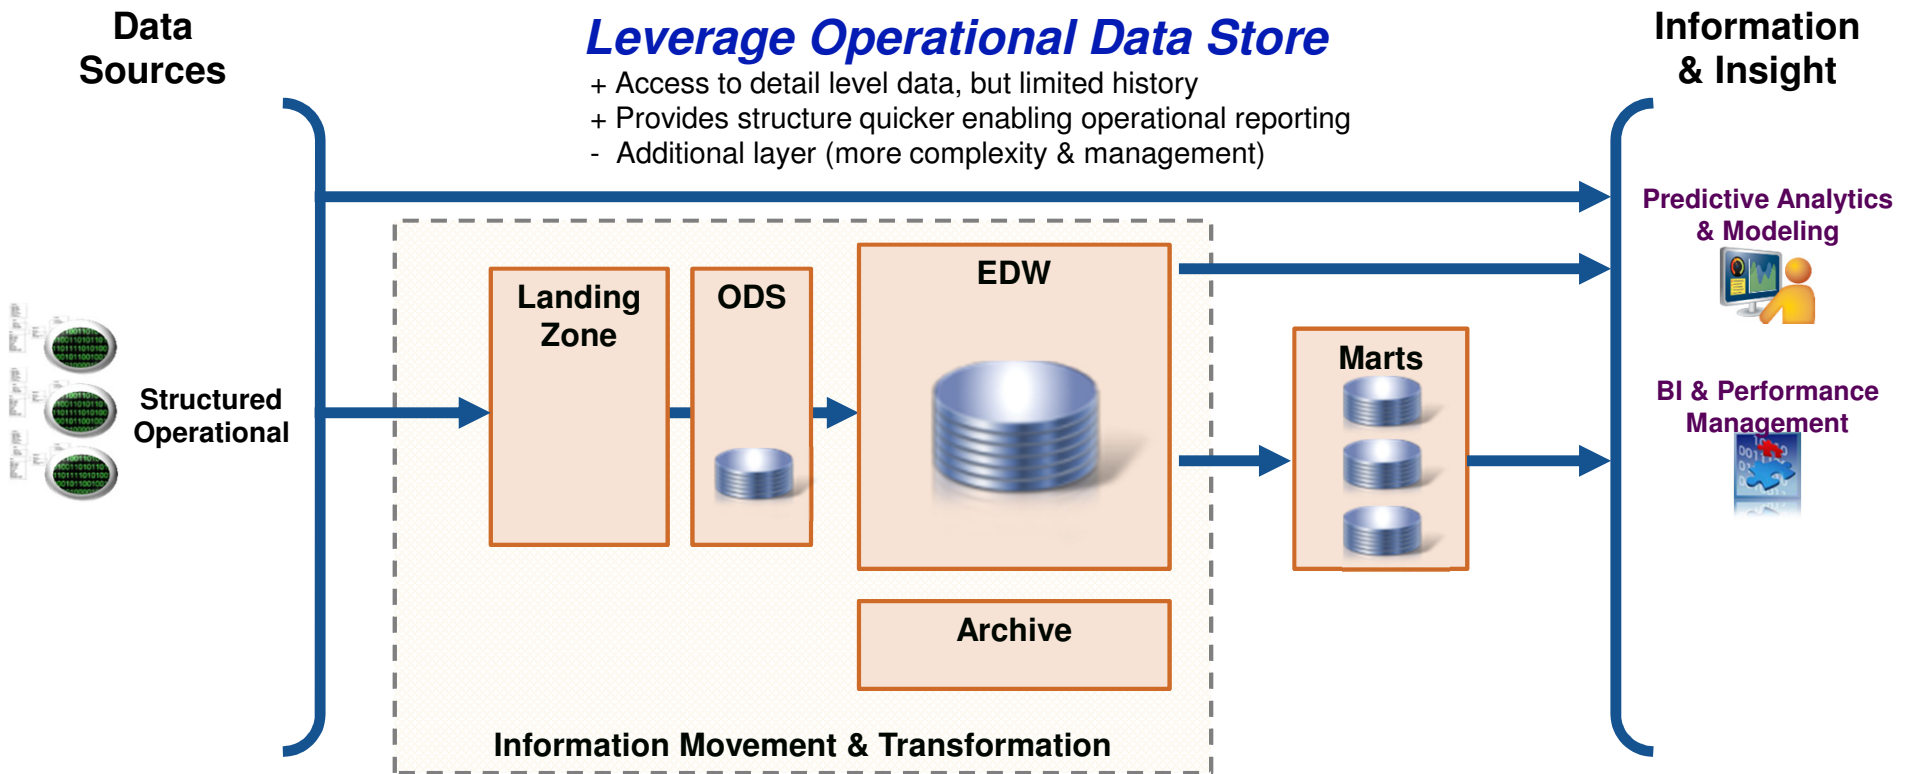 Data
Sources
Leverage Operational Data Store
+ Access to detail level data, but limited history
+ Provides structure quicker enabling operational reporting
- Additional layer (more complexity & management)
Information
& Insight
Structured
Operational
Landing
Zone
ODS
EDW
Archive
Information Movement & Transformation
Marts
Predictive Analytics
& Modeling
BI & Performance
Management